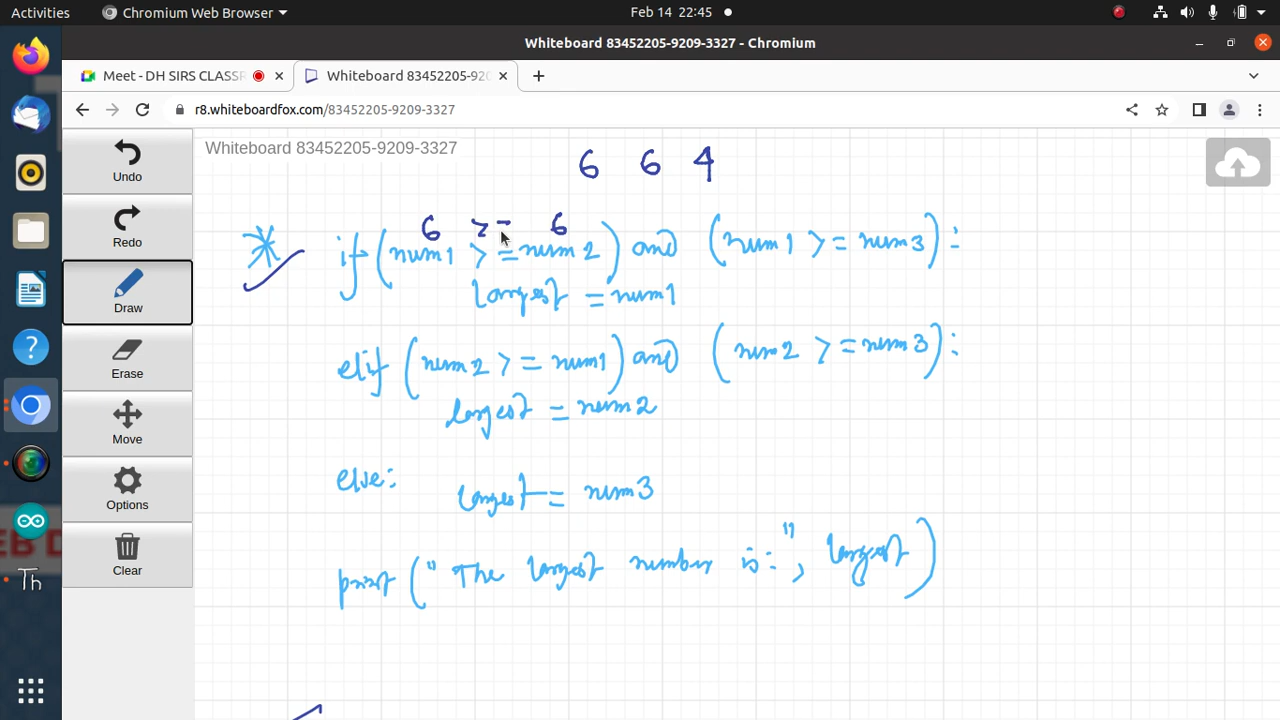 Activities Chromium Web Browser Feb 14 22:45
Whiteboard 83452205-9209-3327 - Chromium
Meet - DH SIRS CLASSR Whiteboard 83452205-920
r8.whiteboardfox.com/83452205-9209-3327
Undo
Redo
Draw
Erase
Move
Options
Clear
Whiteboard 83452205-9209-3327
6 6 4
6 >= 6
if (num1 >= num2) and (num1 >= num3):
largest = num1
elif (num2 >= num1) and (num2 >= num3):
largest = num2
else:
largest = num3
print ("The largest number is:", largest)
Th